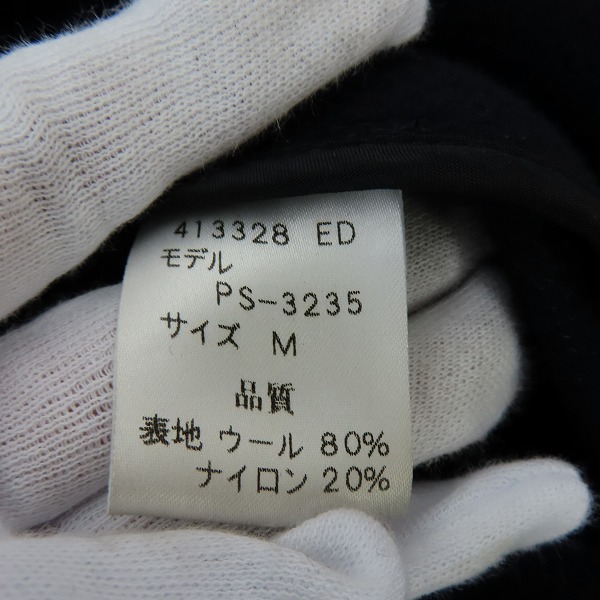 413328 ED
モデル
PS-3235
サイズ M
品質
表地 ウール 80%
ナイロン 20%